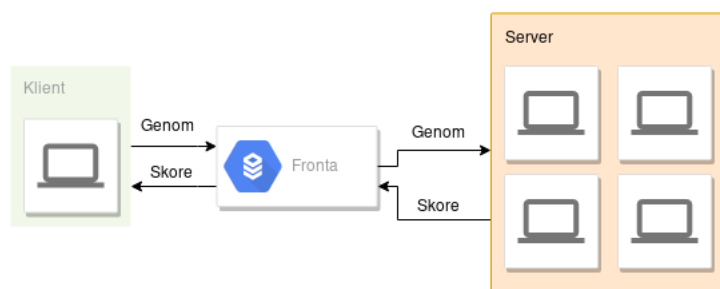 Server
Klient
Genom
Genom
Skore
Fronta
Skore